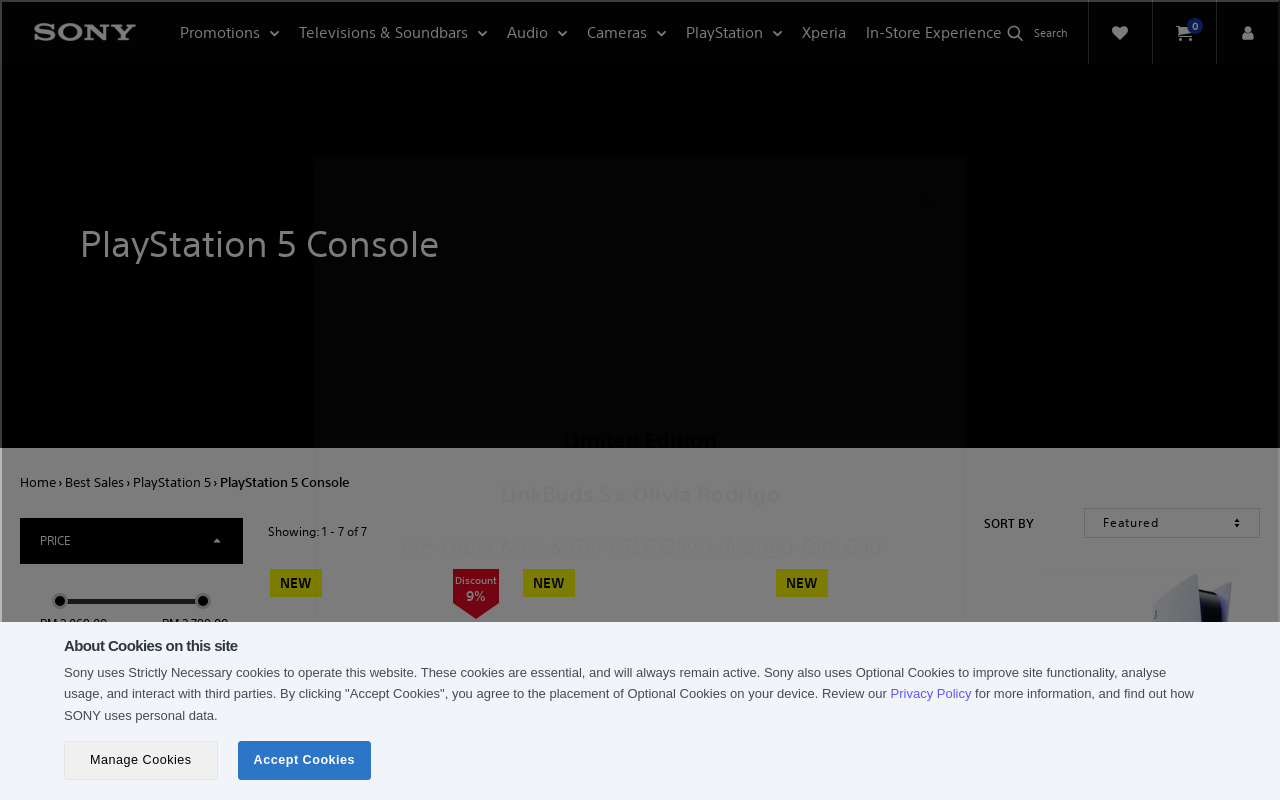 SONY
Promotions
Televisions & Soundbars
Audio
Cameras
PlayStation
Xperia
In-Store Experience
Search
0
PlayStation 5 Console
Limited Edition
LinkBuds S x Olivia Rodrigo
Pre-Order Now & Get FREE Olivia Rodrigo Tote Bag
Home › Best Sales › PlayStation 5 › PlayStation 5 Console
PRICE
Showing: 1 - 7 of 7
SORT BY
Featured
NEW
Discount
9%
NEW
NEW
About Cookies on this site
Sony uses Strictly Necessary cookies to operate this website. These cookies are essential, and will always remain active. Sony also uses Optional Cookies to improve site functionality, analyse
usage, and interact with third parties. By clicking "Accept Cookies", you agree to the placement of Optional Cookies on your device. Review our Privacy Policy for more information, and find out how
SONY uses personal data.
Manage Cookies
Accept Cookies